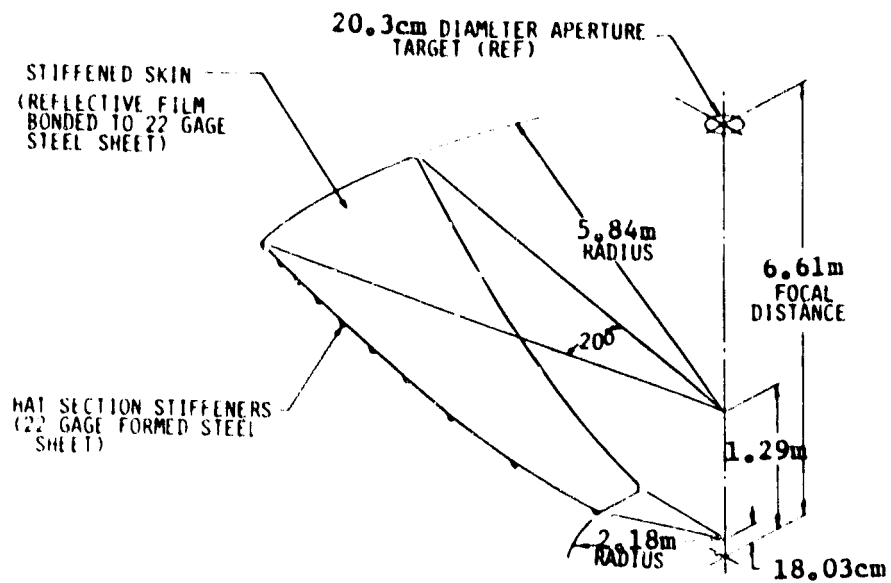 20.3cm DIAMETER APERTURE
TARGET (REF)
STIFFENED SKIN
(REFLECTIVE FILM
BONDED TO 22 GAGE
STEEL SHEET)
5.84m
RADIUS
6.61m
FOCAL
DISTANCE
20°
HAT SECTION STIFFENERS
(22 GAGE FORMED STEEL
SHEET)
1.29m
2.18m
RADIUS
18.03cm